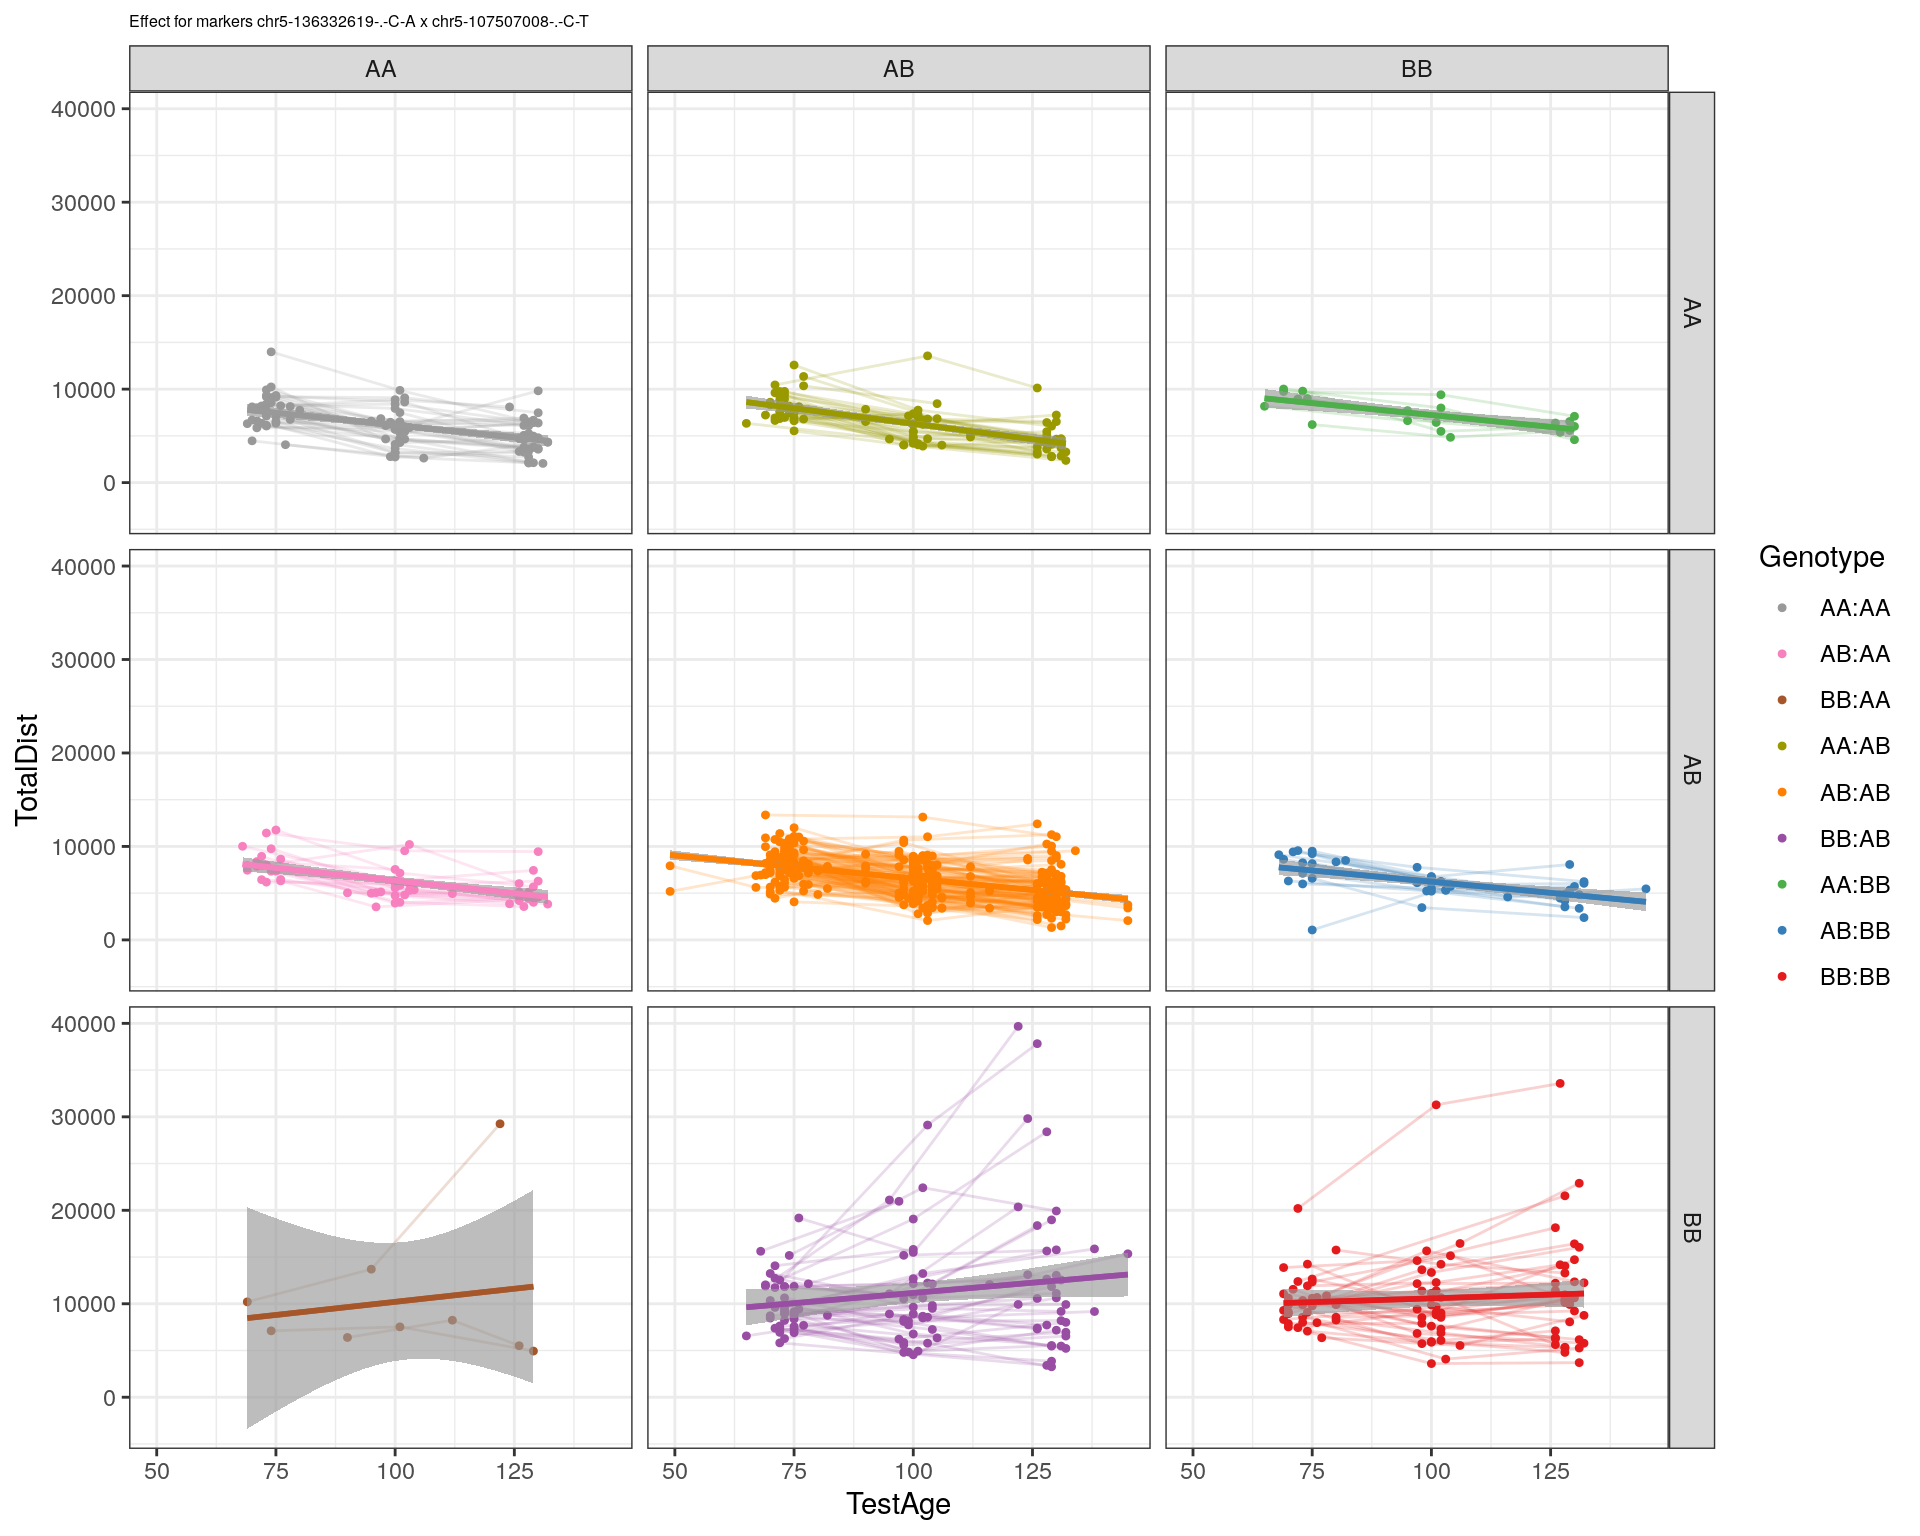 Effect for markers chr5-136332619-.-C-A x chr5-107507008-.-C-T
AA
AB
BB
40000
30000
20000
10000
0
AA
40000
30000
20000
10000
0
AB
40000
30000
20000
10000
0
BB
50
75
100
125
50
75
100
125
50
75
100
125
TestAge
TotalDist
Genotype
AA:AA
AB:AA
BB:AA
AA:AB
AB:AB
BB:AB
AA:BB
AB:BB
BB:BB